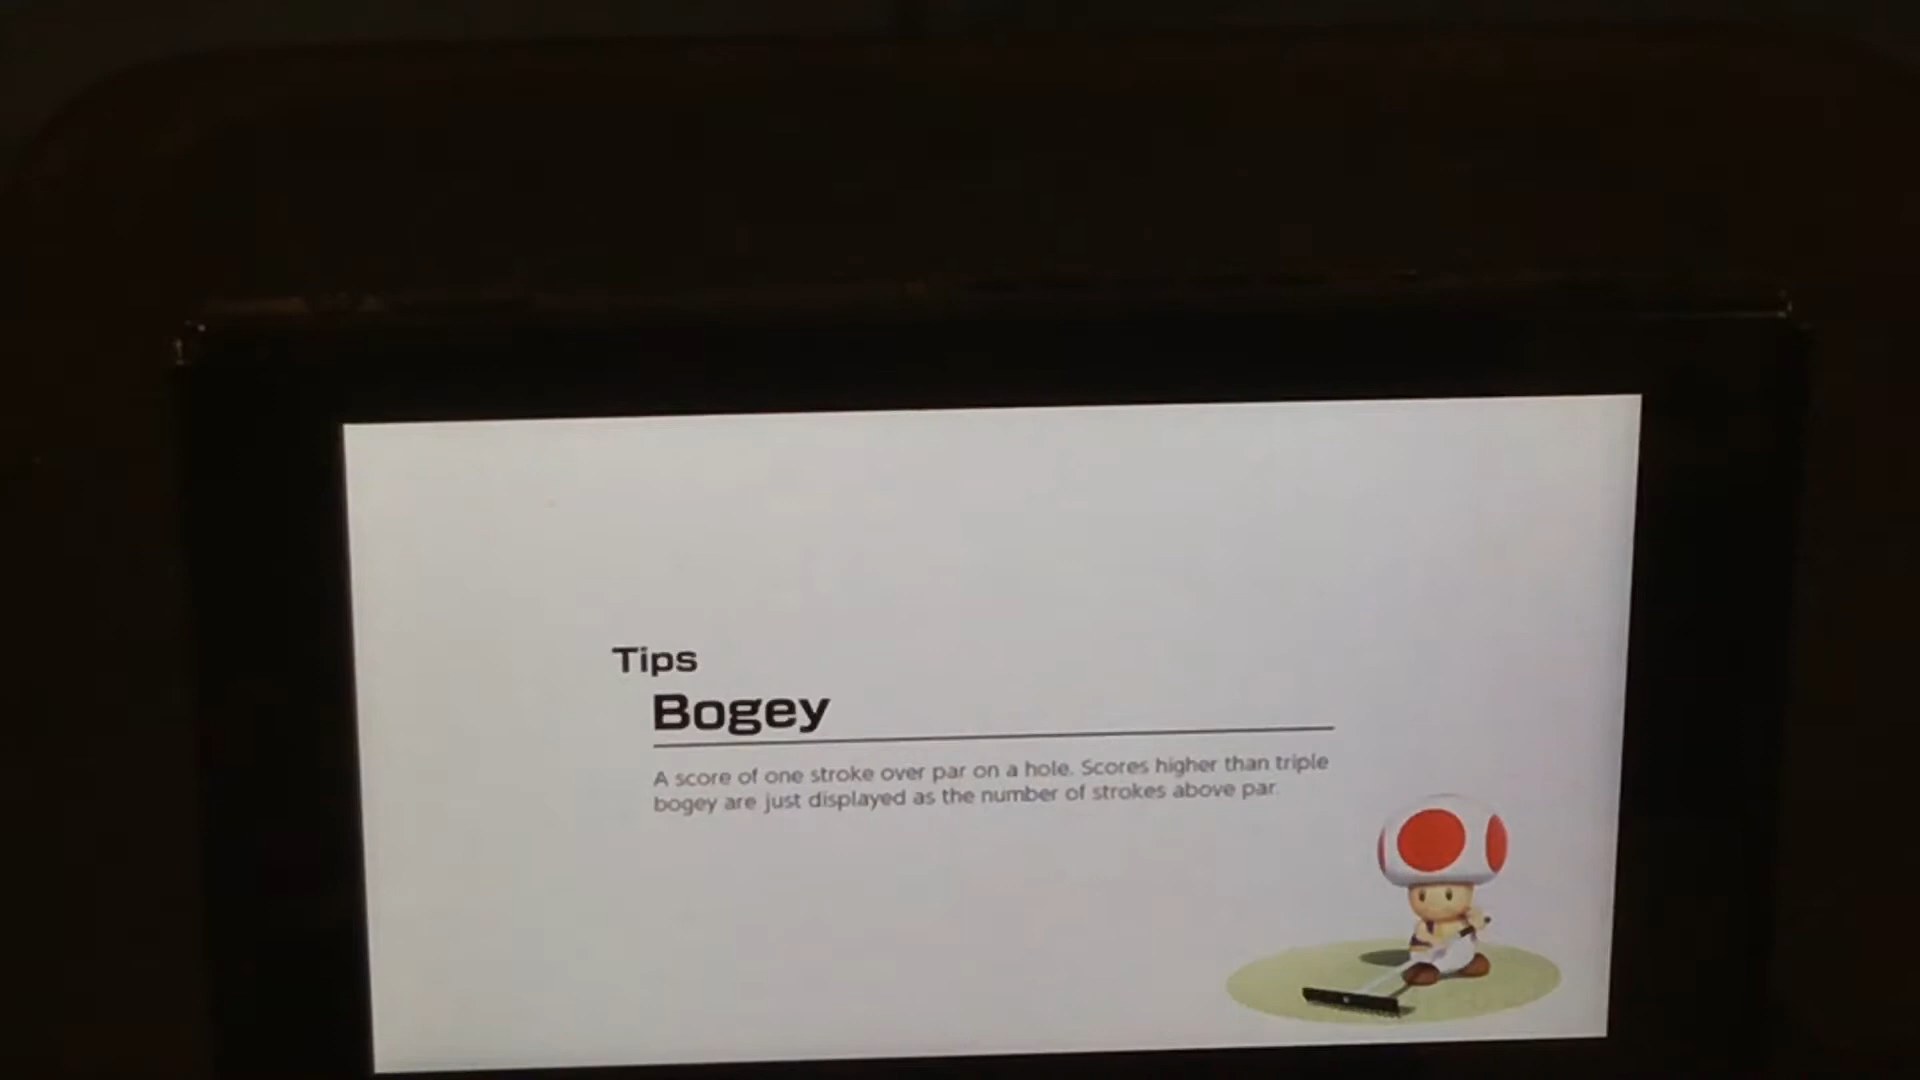 Tips
Bogey
A score of one stroke over par on a hole. Scores higher than triple
bogey are just displayed as the number of strokes above par.